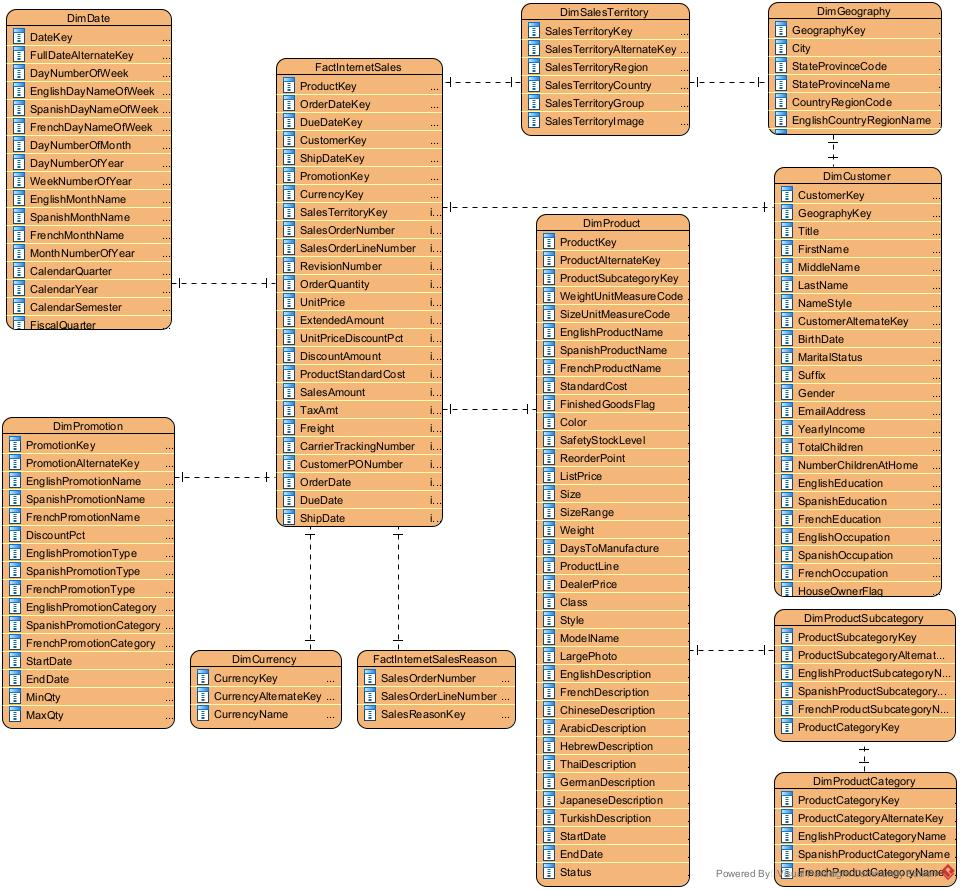 DimDate
DateKey ...
FullDateAlternateKey ...
DayNumberOfWeek ...
EnglishDayNameOfWeek ...
SpanishDayNameOfWeek ...
FrenchDayNameOfWeek ...
DayNumberOfMonth ...
DayNumberOfYear ...
WeekNumberOfYear ...
EnglishMonthName ...
SpanishMonthName ...
FrenchMonthName ...
MonthNumberOfYear ...
CalendarQuarter ...
CalendarYear ...
CalendarSemester ...
FiscalQuarter
DimPromotion
PromotionKey ...
PromotionAlternateKey ...
EnglishPromotionName ...
SpanishPromotionName ...
FrenchPromotionName ...
DiscountPct ...
EnglishPromotionType ...
SpanishPromotionType ...
FrenchPromotionType ...
EnglishPromotionCategory ...
SpanishPromotionCategory ...
FrenchPromotionCategory ...
StartDate ...
EndDate ...
MinQty ...
MaxQty ...
FactInternetSales
ProductKey ...
OrderDateKey ...
DueDateKey ...
CustomerKey ...
ShipDateKey ...
PromotionKey ...
CurrencyKey ...
SalesTerritoryKey i...
SalesOrderNumber i...
SalesOrderLineNumber i...
RevisionNumber i...
OrderQuantity i...
UnitPrice i...
ExtendedAmount i...
UnitPriceDiscountPct i...
DiscountAmount i...
ProductStandardCost i...
SalesAmount i...
TaxAmt i...
Freight i...
CarrierTrackingNumber i...
CustomerPONumber i...
OrderDate i...
DueDate i...
ShipDate i...
DimCurrency
CurrencyKey ...
CurrencyAlternateKey ...
CurrencyName ...
FactInternetSalesReason
SalesOrderNumber ...
SalesOrderLineNumber ...
SalesReasonKey ...
DimSalesTerritory
SalesTerritoryKey ...
SalesTerritoryAlternateKey ...
SalesTerritoryRegion ...
SalesTerritoryCountry ...
SalesTerritoryGroup ...
SalesTerritoryImage ...
DimProduct
ProductKey
ProductAlternateKey
ProductSubcategoryKey
WeightUnitMeasureCode
SizeUnitMeasureCode
EnglishProductName
SpanishProductName
FrenchProductName
StandardCost
FinishedGoodsFlag
Color
SafetyStockLevel
ReorderPoint
ListPrice
Size
SizeRange
Weight
DaysToManufacture
ProductLine
DealerPrice
Class
Style
ModelName
LargePhoto
EnglishDescription
FrenchDescription
ChineseDescription
ArabicDescription
HebrewDescription
ThaiDescription
GermanDescription
JapaneseDescription
TurkishDescription
StartDate
EndDate
Status
DimGeography
GeographyKey
City
StateProvinceCode
StateProvinceName
CountryRegionCode
EnglishCountryRegionName
DimCustomer
CustomerKey ...
GeographyKey ...
Title ...
FirstName ...
MiddleName ...
LastName ...
NameStyle ...
CustomerAlternateKey ...
BirthDate ...
MaritalStatus ...
Suffix ...
Gender ...
EmailAddress ...
YearlyIncome ...
TotalChildren ...
NumberChildrenAtHome ...
EnglishEducation ...
SpanishEducation ...
FrenchEducation ...
EnglishOccupation ...
SpanishOccupation ...
FrenchOccupation ...
HouseOwnerFlag ...
DimProductSubcategory
ProductSubcategoryKey
ProductSubcategoryAlternat...
EnglishProductSubcategoryN...
SpanishProductSubcategory...
FrenchProductSubcategoryN...
ProductCategoryKey
DimProductCategory
ProductCategoryKey
ProductCategoryAlternateKey
EnglishProductCategoryName
SpanishProductCategoryName
FrenchProductCategoryName
Powered By: